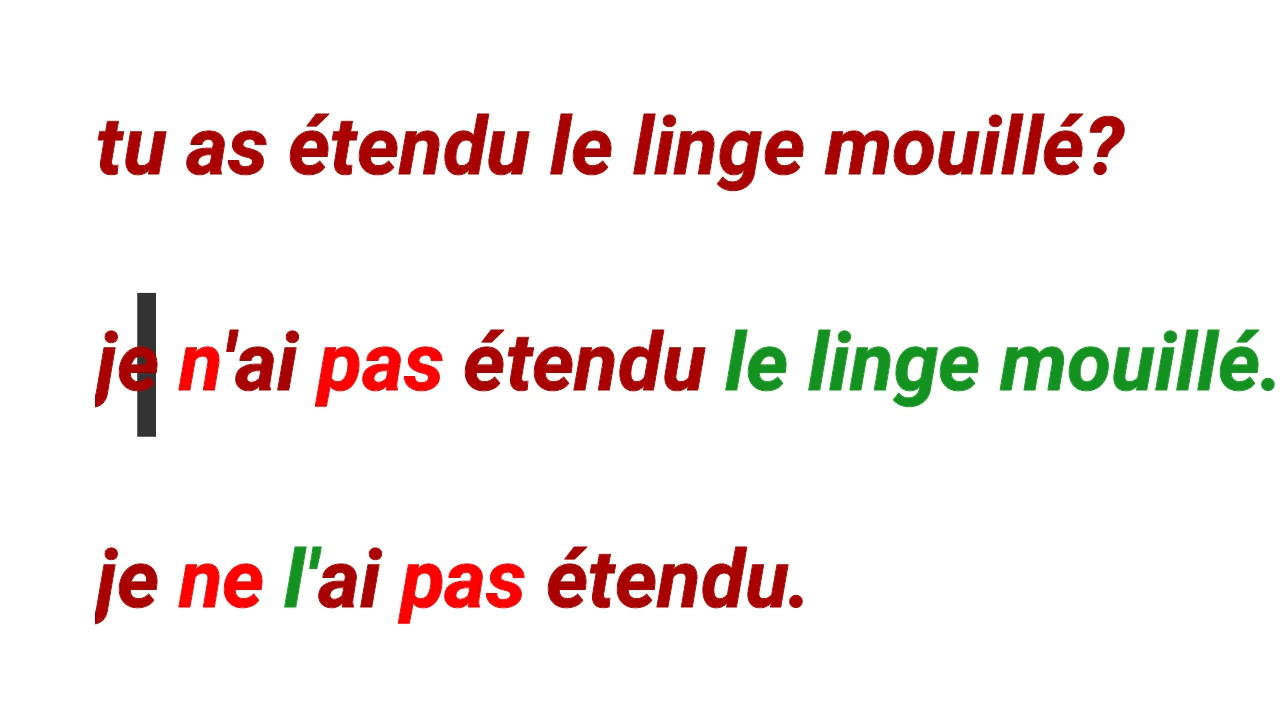 tu as étendu le linge mouillé?
je n'ai pas étendu le linge mouillé.
je ne l'ai pas étendu.